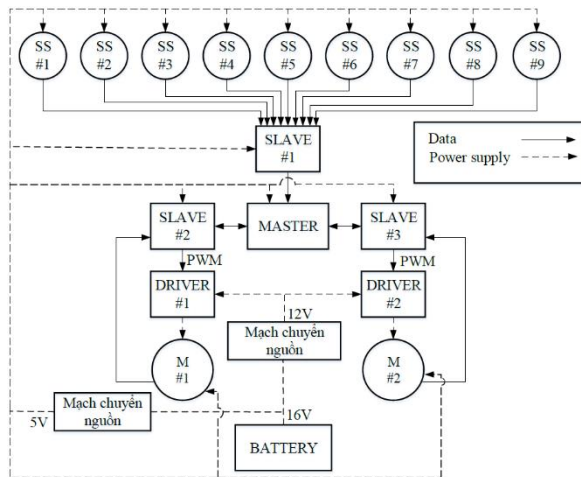 SS #1
SS #2
SS #3
SS #4
SS #5
SS #6
SS #7
SS #8
SS #9
SLAVE #1
Data
Power supply
SLAVE #2
MASTER
SLAVE #3
PWM
PWM
DRIVER #1
DRIVER #2
12V
Mạch chuyển
nguồn
M #1
M #2
Mạch chuyển
nguồn
5V
16V
BATTERY